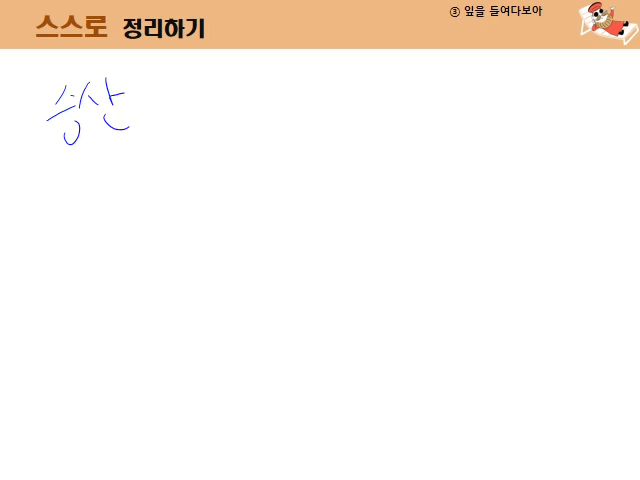 스스로 정리하기
③ 잎을 들여다보아
증산